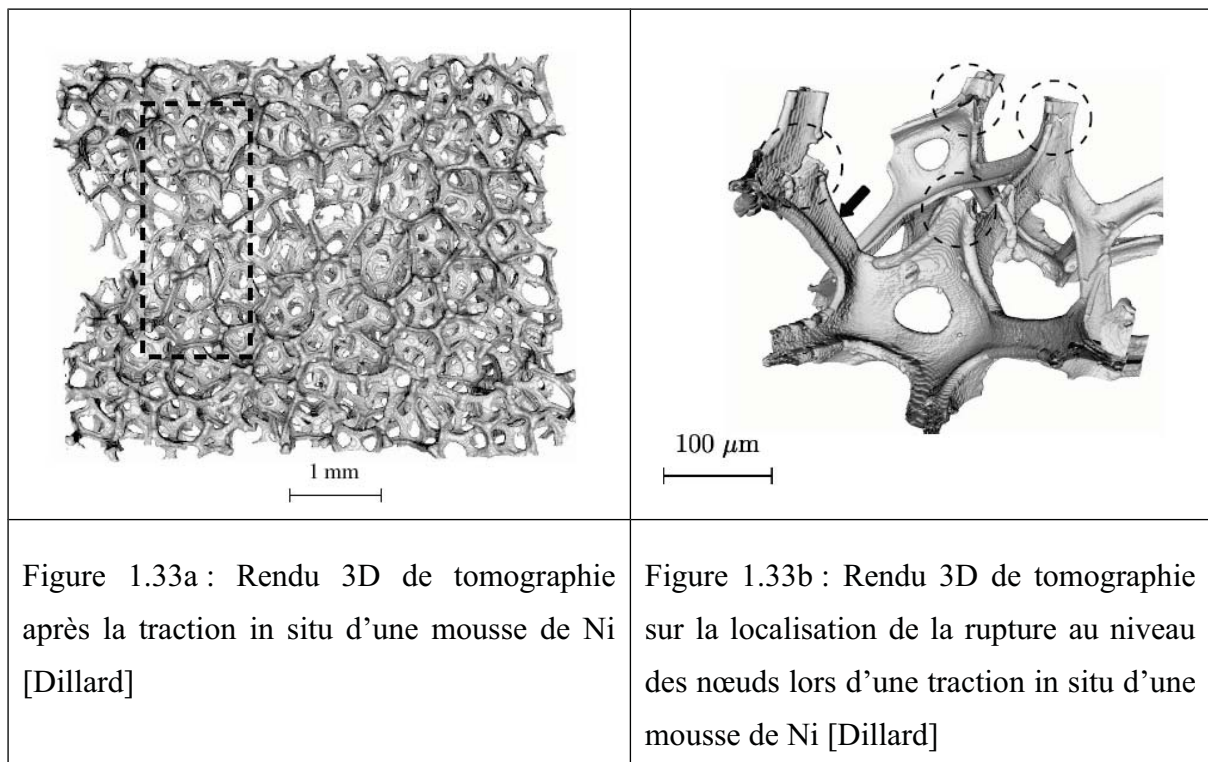 1 mm
100 μm
Figure 1.33a : Rendu 3D de tomographie
après la traction in situ d’une mousse de Ni
[Dillard]
Figure 1.33b : Rendu 3D de tomographie
sur la localisation de la rupture au niveau
des nœuds lors d’une traction in situ d’une
mousse de Ni [Dillard]